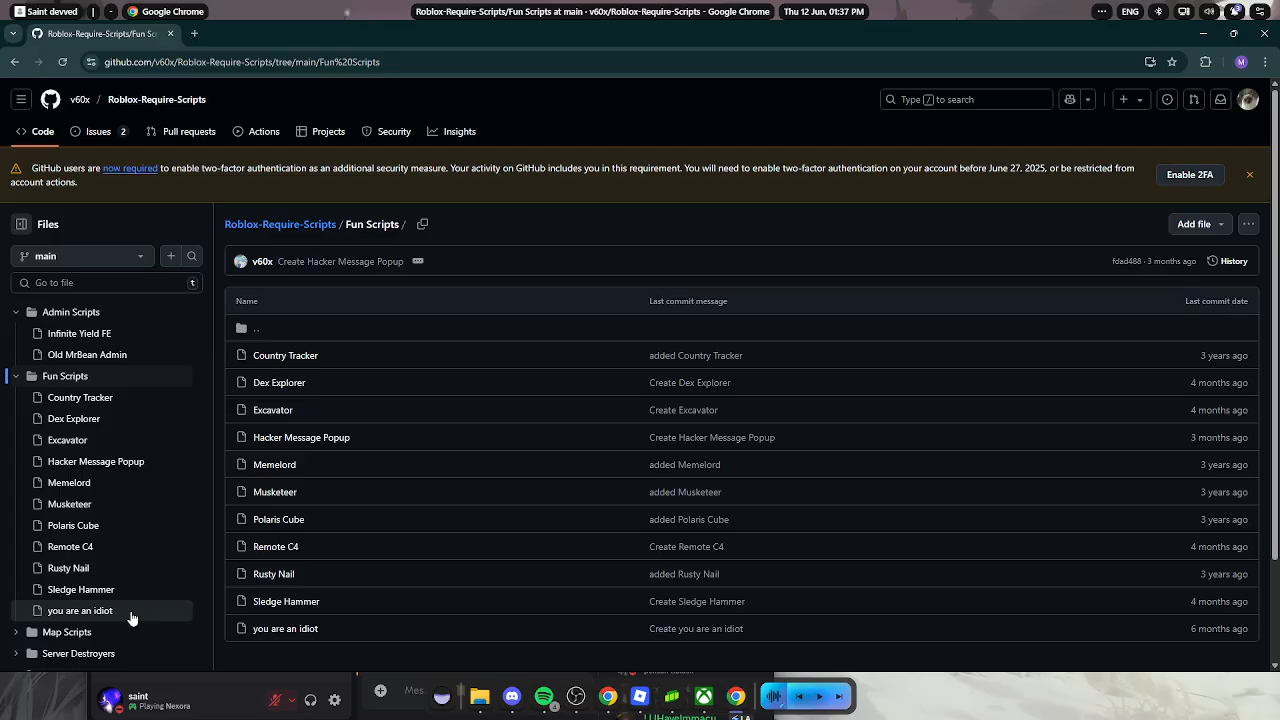 Saint deved
Google Chrome
Roblox-Require-Scripts/Fun Scripts at main · v60x/Roblox-Require-Scripts - Google Chrome
Thu 12 Jun, 01:37 PM
ENG
Roblox-Require-Scripts/Fun Sc
github.com/v60x/Roblox-Require-Scripts/tree/main/Fun%20Scripts
M
v60x / Roblox-Require-Scripts
Type / to search
Code
Issues 2
Pull requests
Actions
Projects
Security
Insights
GitHub users are now required to enable two-factor authentication as an additional security measure. Your activity on GitHub includes you in this requirement. You will need to enable two-factor authentication on your account before June 27, 2025, or be restricted from
account actions.
Enable 2FA
Files
Roblox-Require-Scripts / Fun Scripts /
Add file
main
v60x Create Hacker Message Popup
fdad488 · 3 months ago
History
Go to file
t
Name
Last commit message
Last commit date
Admin Scripts
Infinite Yield FE
Old MrBean Admin
Fun Scripts
Country Tracker
Dex Explorer
Excavator
Hacker Message Popup
Memelord
Musketeer
Polaris Cube
Remote C4
Rusty Nail
Sledge Hammer
you are an idiot
Map Scripts
Server Destroyers
..
Country Tracker added Country Tracker 3 years ago
Dex Explorer Create Dex Explorer 4 months ago
Excavator Create Excavator 4 months ago
Hacker Message Popup Create Hacker Message Popup 3 months ago
Memelord added Memelord 3 years ago
Musketeer added Musketeer 3 years ago
Polaris Cube added Polaris Cube 3 years ago
Remote C4 Create Remote C4 4 months ago
Rusty Nail added Rusty Nail 3 years ago
Sledge Hammer Create Sledge Hammer 4 months ago
you are an idiot Create you are an idiot 6 months ago
saint
Playing Nexora
Mes